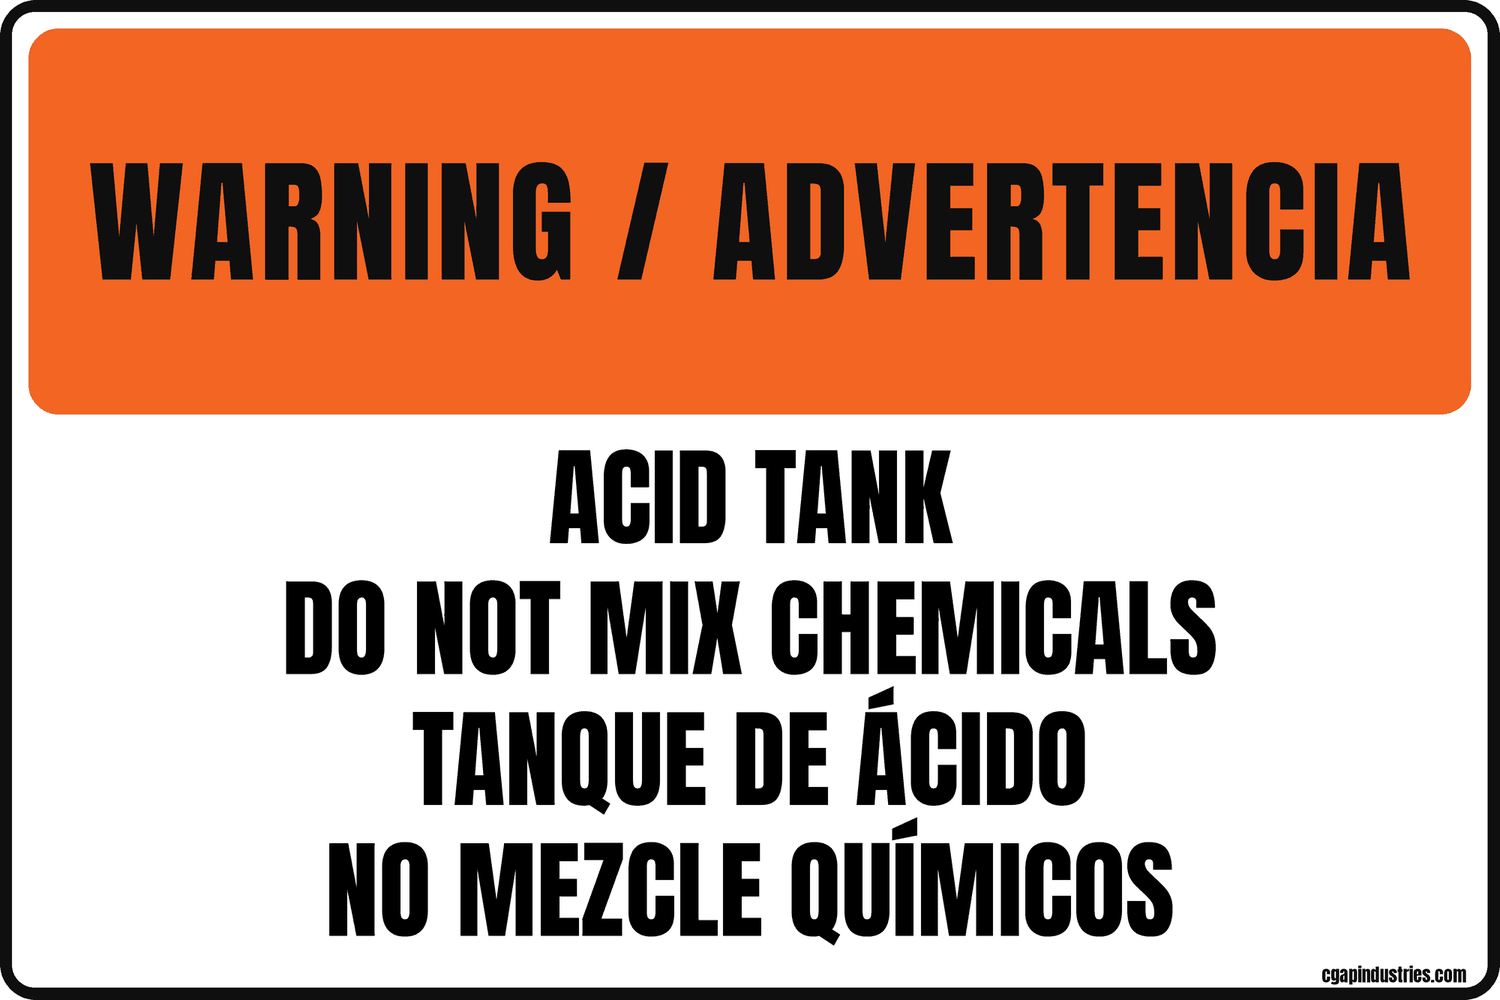 WARNING / ADVERTENCIA
ACID TANK
DO NOT MIX CHEMICALS
TANQUE DE ÁCIDO
NO MEZCLE QUÍMICOS
cgapindustries.com